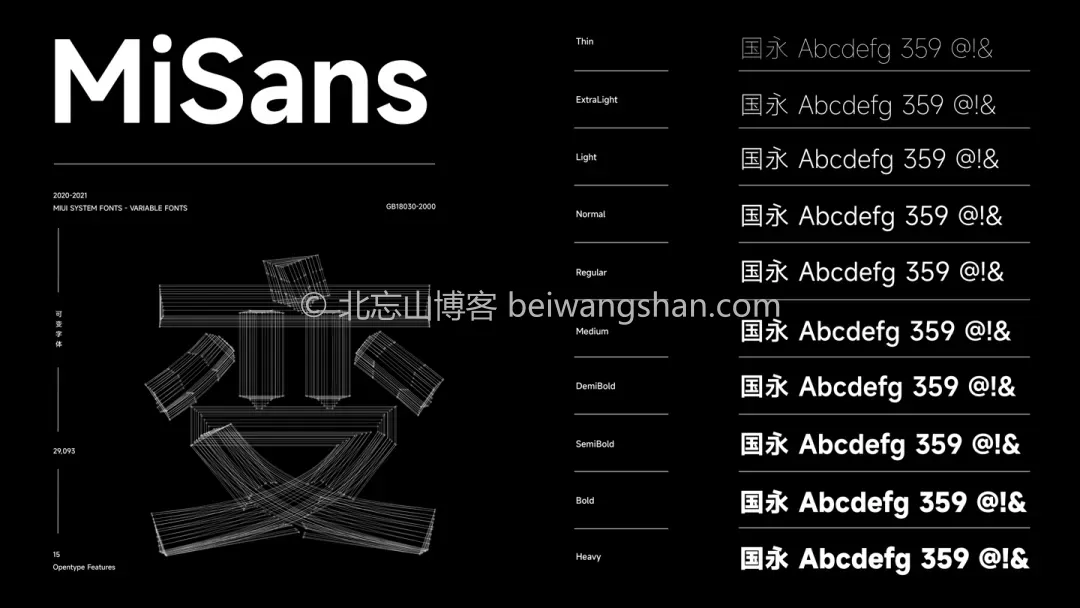 MiSans
2020-2021
MIUI SYSTEM FONTS - VARIABLE FONTS
GB18030-2000
可变字体
29,093
15
Opentype Features
© 北忘山博客 beiwangshan.com
Thin
国永 Abcdefg 359 @!&
ExtraLight
国永 Abcdefg 359 @!&
Light
国永 Abcdefg 359 @!&
Normal
国永 Abcdefg 359 @!&
Regular
国永 Abcdefg 359 @!&
Medium
国永 Abcdefg 359 @!&
DemiBold
国永 Abcdefg 359 @!&
SemiBold
国永 Abcdefg 359 @!&
Bold
国永 Abcdefg 359 @!&
Heavy
国永 Abcdefg 359 @!&